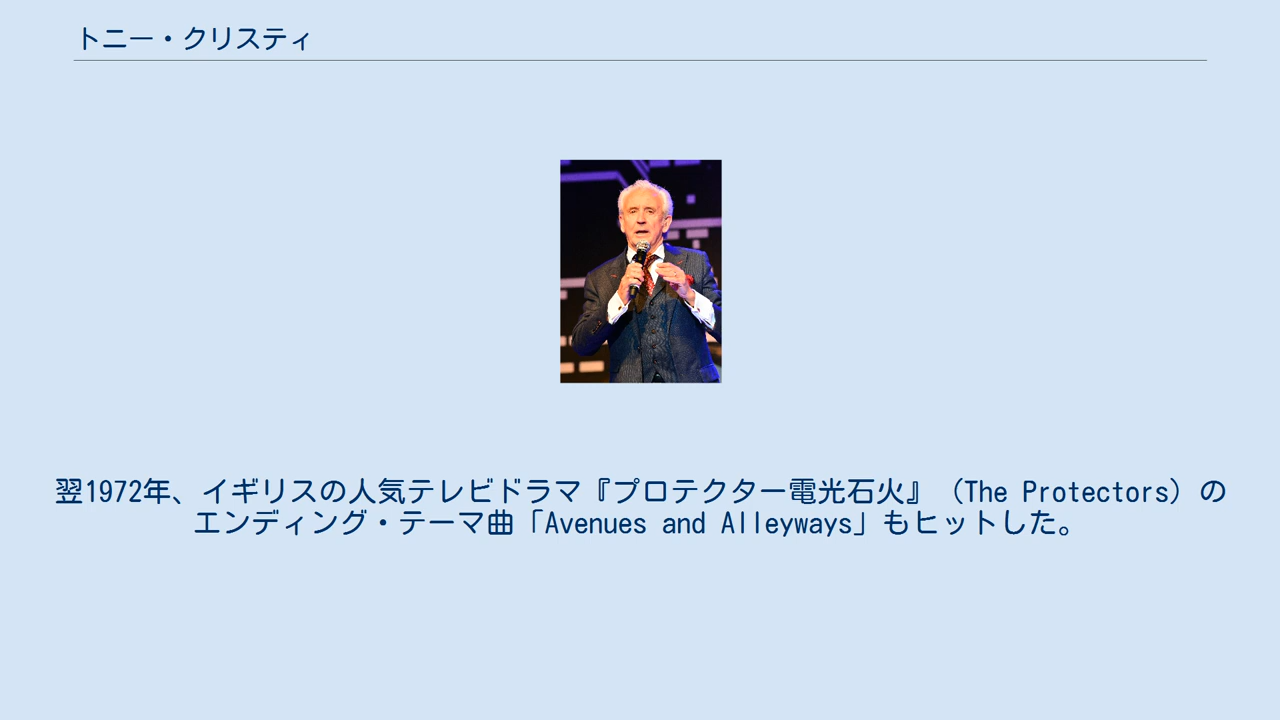 トニー・クリスティ
翌1972年、イギリスの人気テレビドラマ『プロテクター電光石火』（The Protectors）の
エンディング・テーマ曲「Avenues and Alleyways」もヒットした。